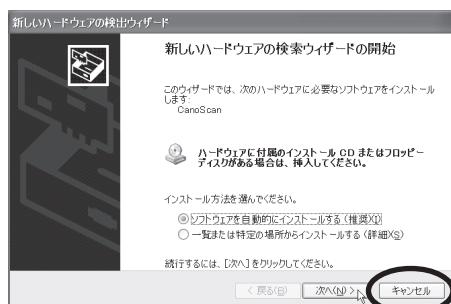 新しいハードウェアの検出ウィザード
新しいハードウェアの検索ウィザードの開始
このウィザードでは、次のハードウェアに必要なソフトウェアをインストール
します:
CanoScan
ハードウェアに付属のインストール CD またはフロッピー
ディスクがある場合は、挿入してください。
インストール方法を選んでください。
ソフトウェアを自動的にインストールする (推奨)(I)
一覧または特定の場所からインストールする (詳細)(S)
続行するには、[次へ] をクリックしてください。
< 戻る(B) 次へ(N) > キャンセル